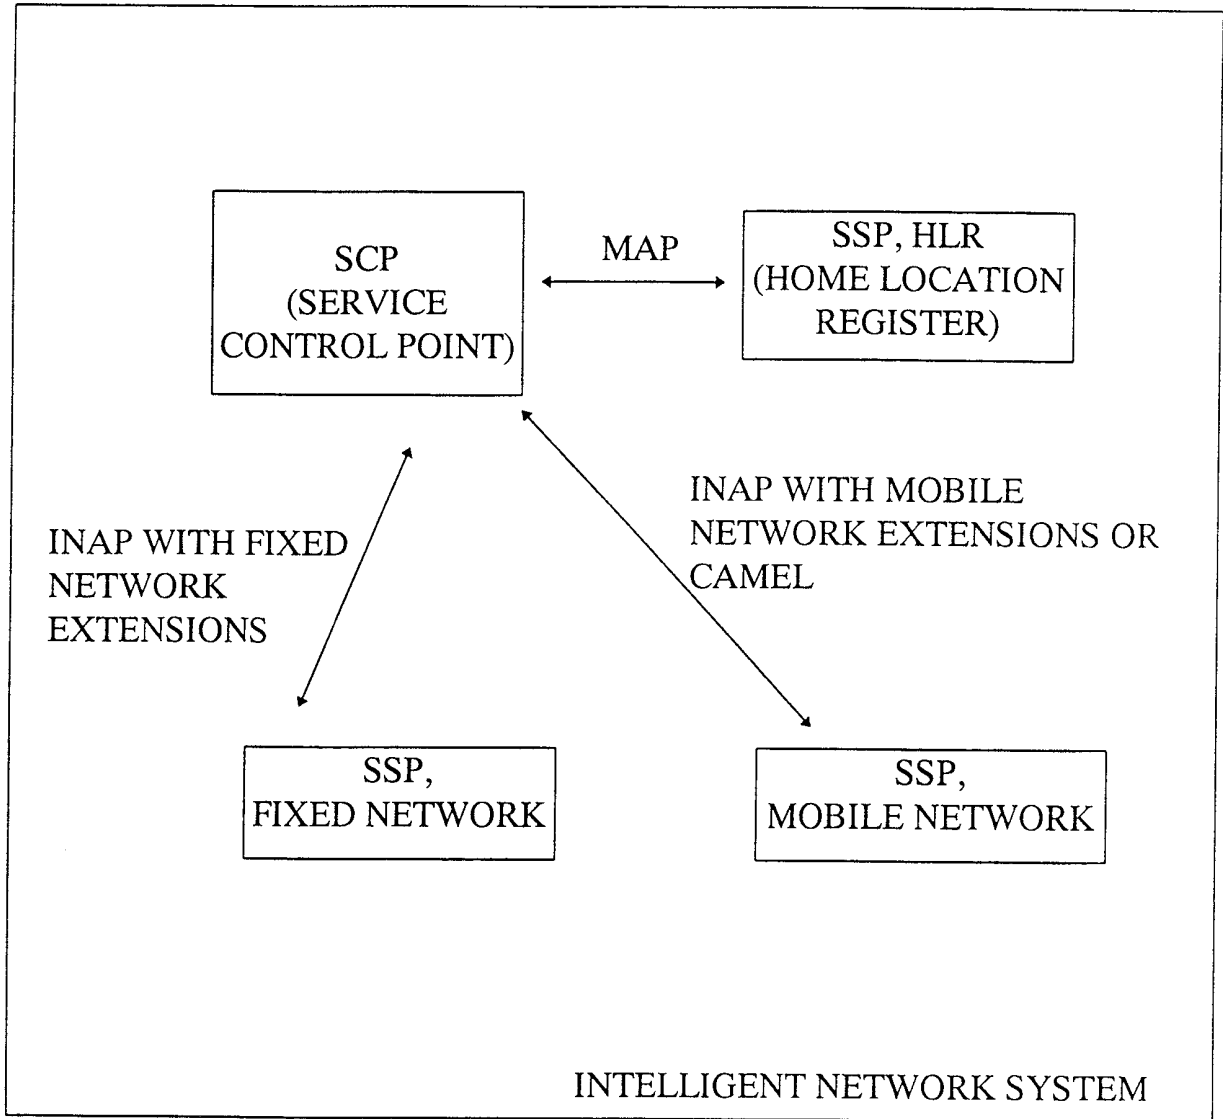 SCP
(SERVICE
CONTROL POINT)
MAP
SSP, HLR
(HOME LOCATION
REGISTER)
INAP WITH FIXED
NETWORK
EXTENSIONS
INAP WITH MOBILE
NETWORK EXTENSIONS OR
CAMEL
SSP,
FIXED NETWORK
SSP,
MOBILE NETWORK
INTELLIGENT NETWORK SYSTEM